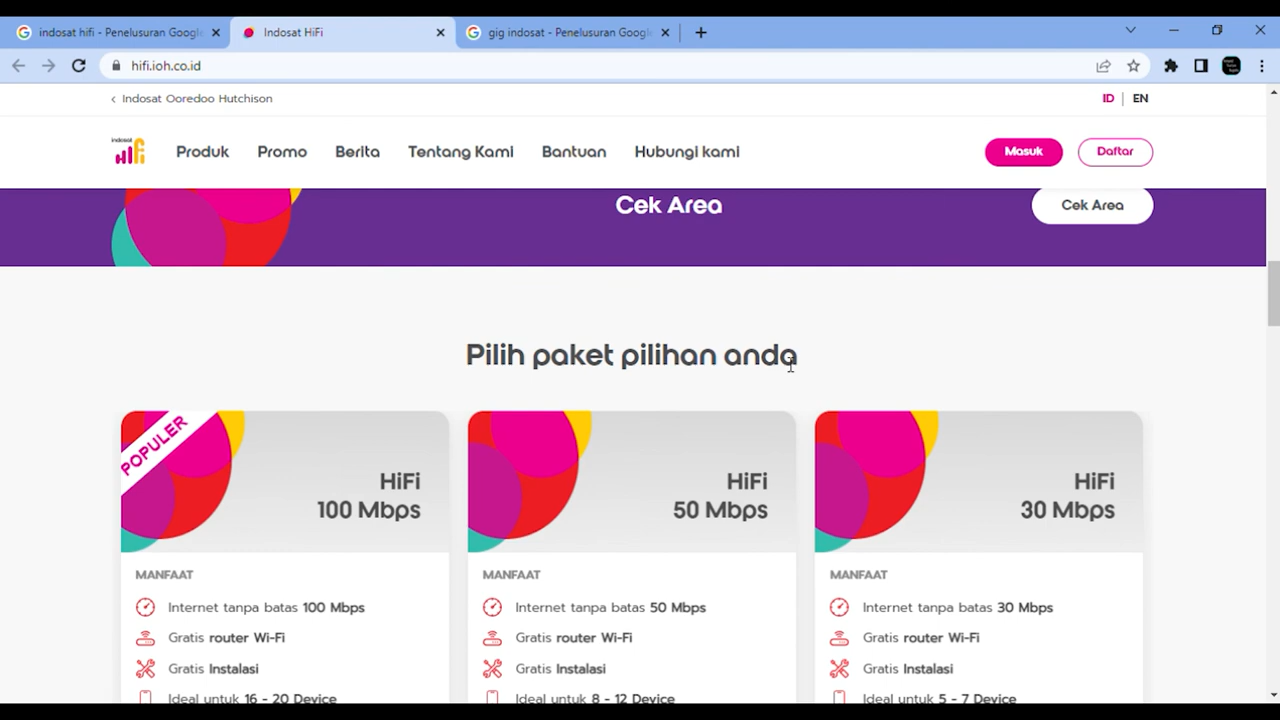 indosat hifi - Penelusuran Google
Indosat HiFi
gig indosat - Penelusuran Google
hifi.ioh.co.id
Indosat Ooredoo Hutchison
ID | EN
indosat
HiFi
Produk
Promo
Berita
Tentang Kami
Bantuan
Hubungi kami
Masuk
Daftar
Cek Area
Cek Area
Pilih paket pilihan anda
POPULER
HiFi
100 Mbps
MANFAAT
Internet tanpa batas 100 Mbps
Gratis router Wi-Fi
Gratis Instalasi
Ideal untuk 16 - 20 Device
HiFi
50 Mbps
MANFAAT
Internet tanpa batas 50 Mbps
Gratis router Wi-Fi
Gratis Instalasi
Ideal untuk 8 - 12 Device
HiFi
30 Mbps
MANFAAT
Internet tanpa batas 30 Mbps
Gratis router Wi-Fi
Gratis Instalasi
Ideal untuk 5 - 7 Device